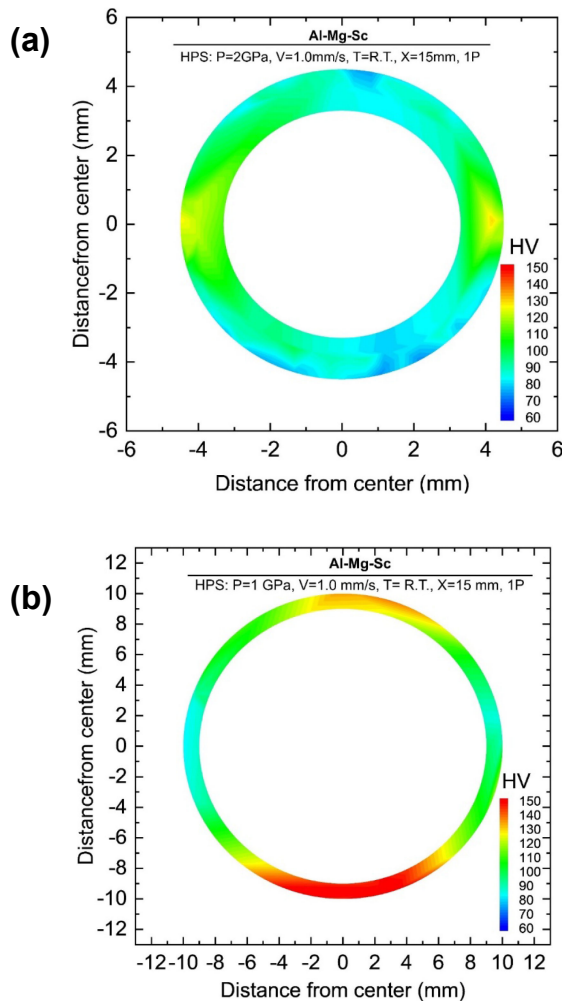 (a)
Al-Mg-Sc
HPS: P=2GPa, V=1.0mm/s, T=R.T., X=15mm, 1P
Distancefrom center (mm)
6
4
2
0
-2
-4
-6
HV
150
140
130
120
110
100
90
80
70
60
-6 -4 -2 0 2 4 6
Distance from center (mm)
(b)
Al-Mg-Sc
HPS: P=1 GPa, V=1.0 mm/s, T= R.T., X=15 mm, 1P
Distancefrom center (mm)
12
10
8
6
4
2
0
-2
-4
-6
-8
-10
-12
HV
150
140
130
120
110
100
90
80
70
60
-12 -10 -8 -6 -4 -2 0 2 4 6 8 10 12
Distance from center (mm)